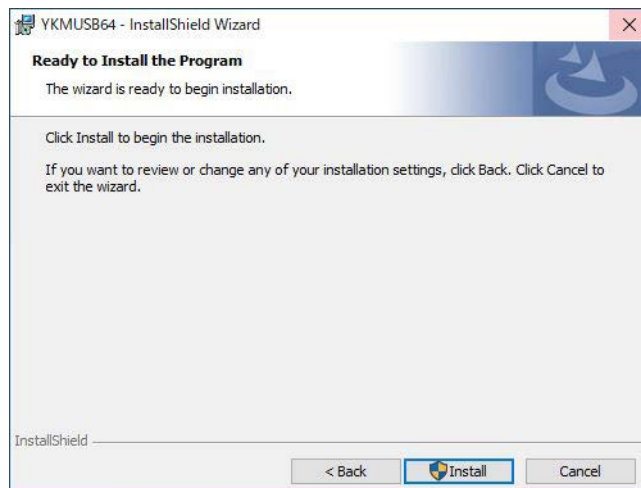 YKMUSB64 - InstallShield Wizard
Ready to Install the Program
The wizard is ready to begin installation.
Click Install to begin the installation.
If you want to review or change any of your installation settings, click Back. Click Cancel to
exit the wizard.
InstallShield
< Back Install Cancel